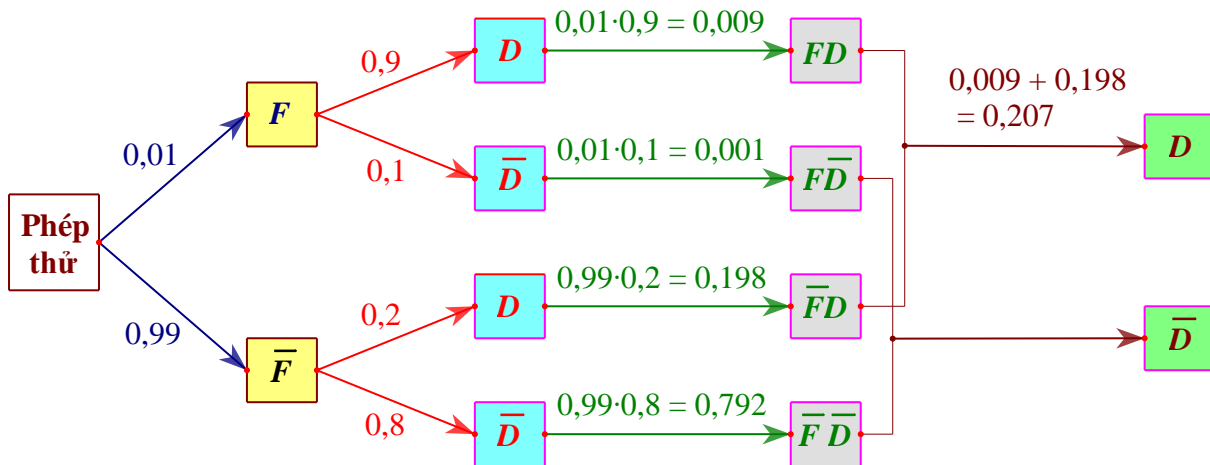 0,01·0,9 = 0,009
D
FD
0,9
0,009 + 0,198
= 0,207
F
0,01
D
0,01·0,1 = 0,001
D̅
FD̅
0,1
Phép
thử
0,99·0,2 = 0,198
D
F̅D
0,2
0,99
D̅
F̅
0,99·0,8 = 0,792
0,8
D̅
F̅ D̅